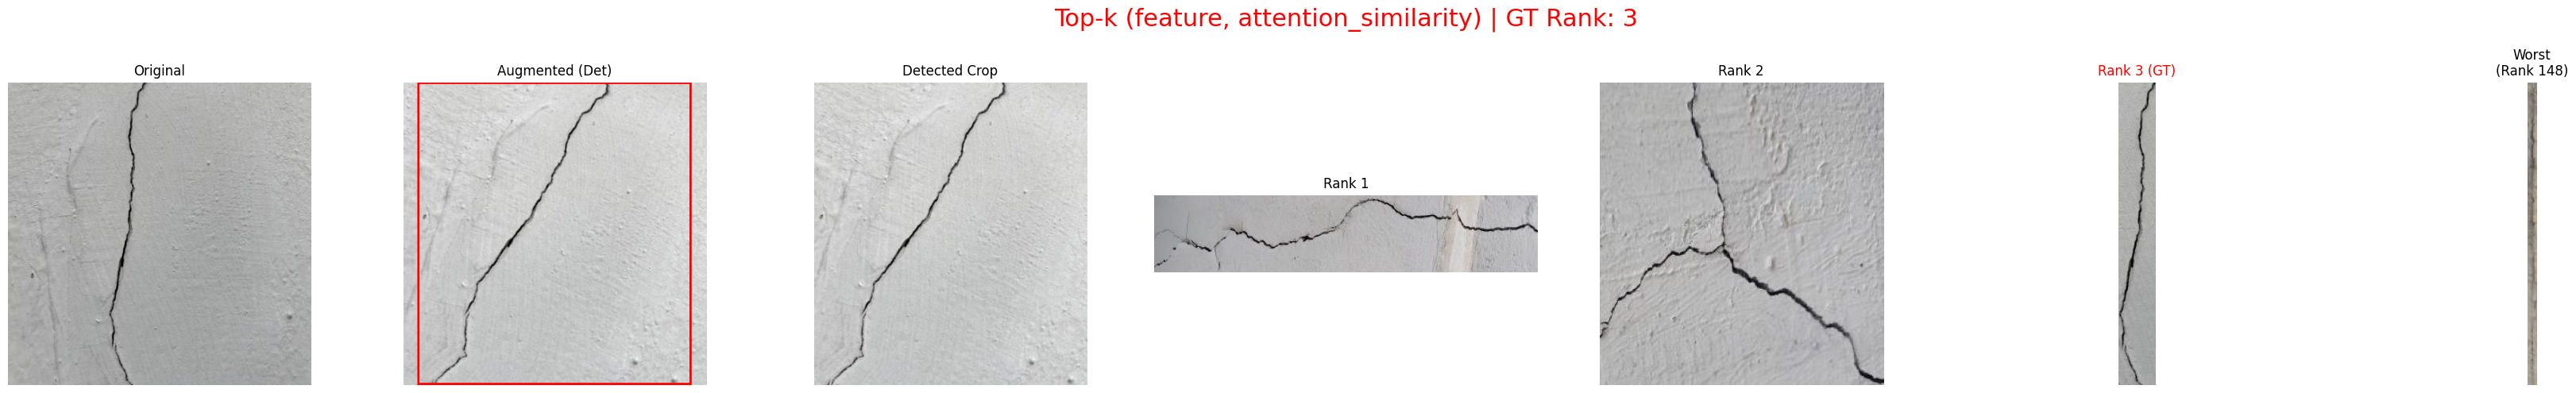 Top-k (feature, attention_similarity) | GT Rank: 3
Original
Augmented (Det)
Detected Crop
Rank 1
Rank 2
Rank 3 (GT)
Worst
(Rank 148)